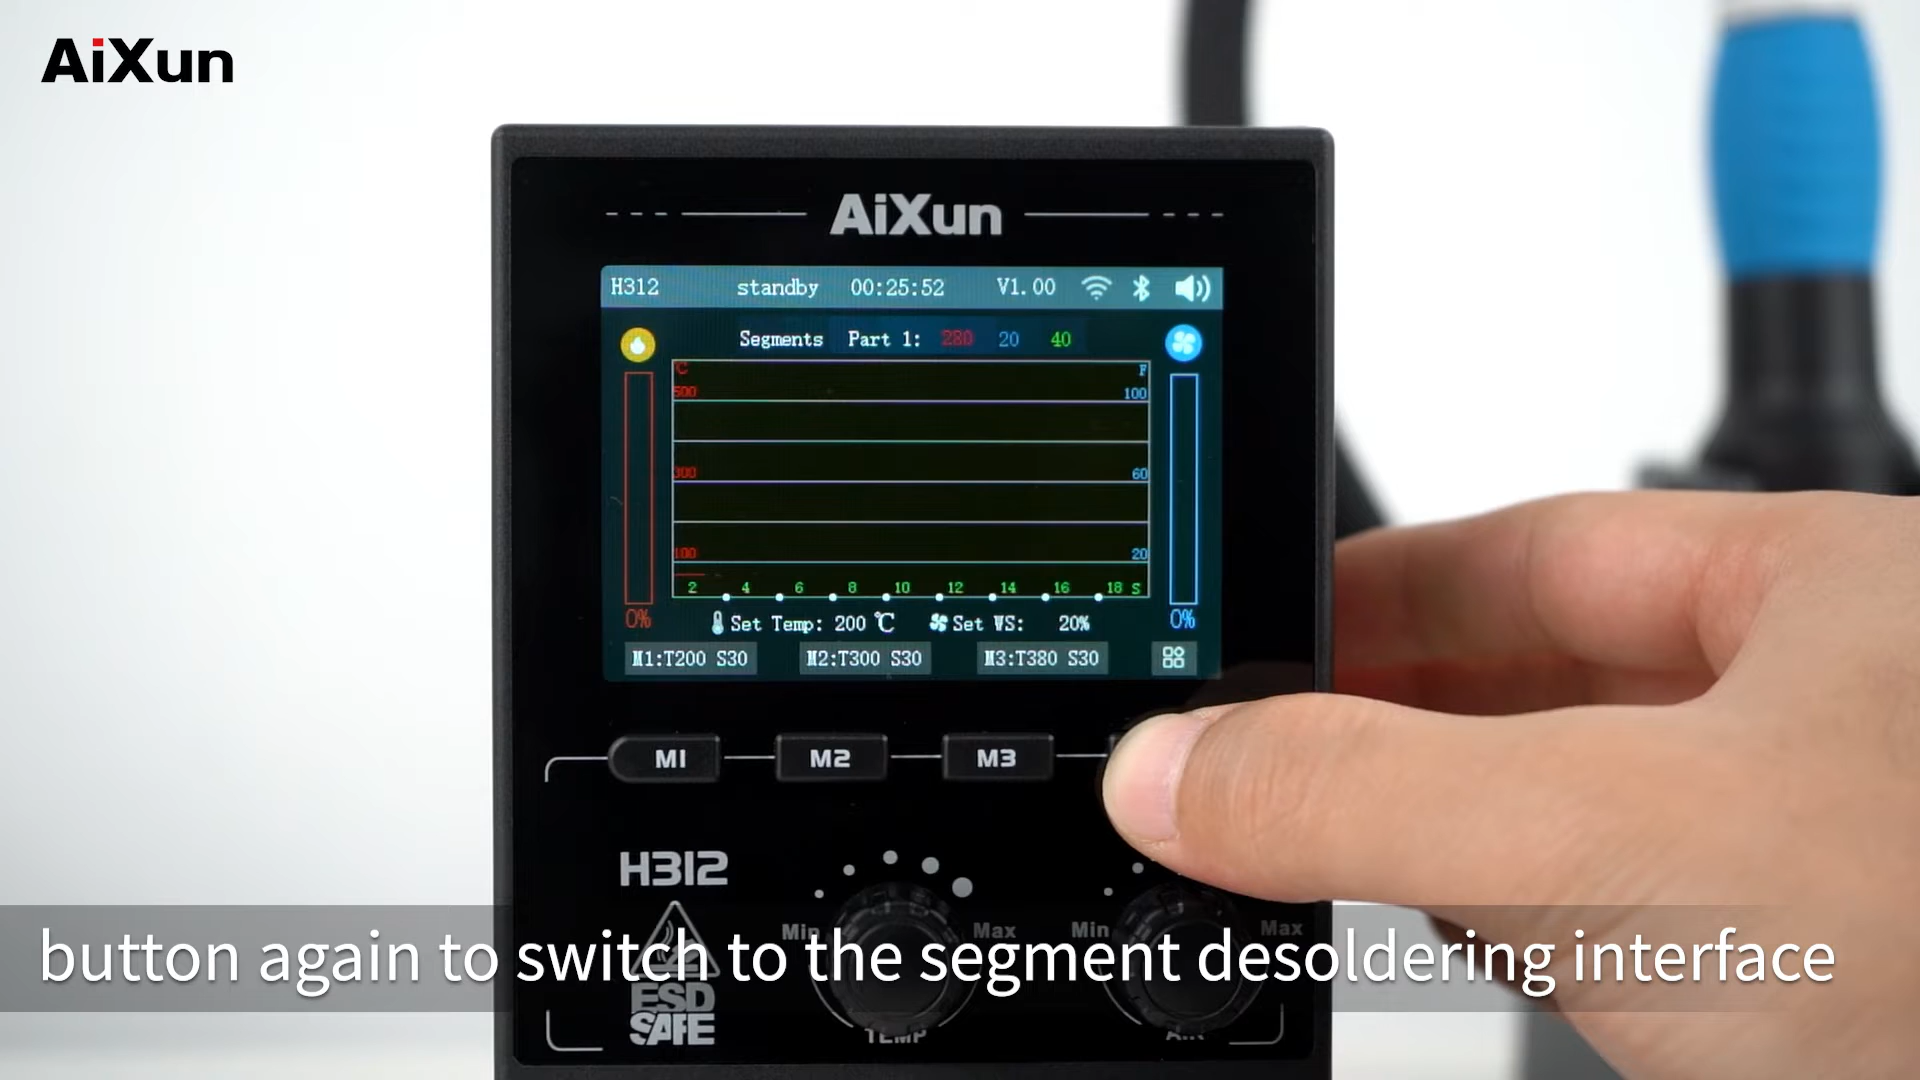 AiXun
AiXun
H312 standby 00:25:52 V1.00
Segments Part 1: 280 20 40
℃ F
500 100
300 60
100 20
2 4 6 8 10 12 14 16 18 S
0% Set Temp: 200 ℃ Set WS: 20% 0%
M1:T200 S30 M2:T300 S30 M3:T380 S30
M1 M2 M3
H312
Min Max Min Max
button again to switch to the segment desoldering interface
ESD
SAFE
TEMP AIR